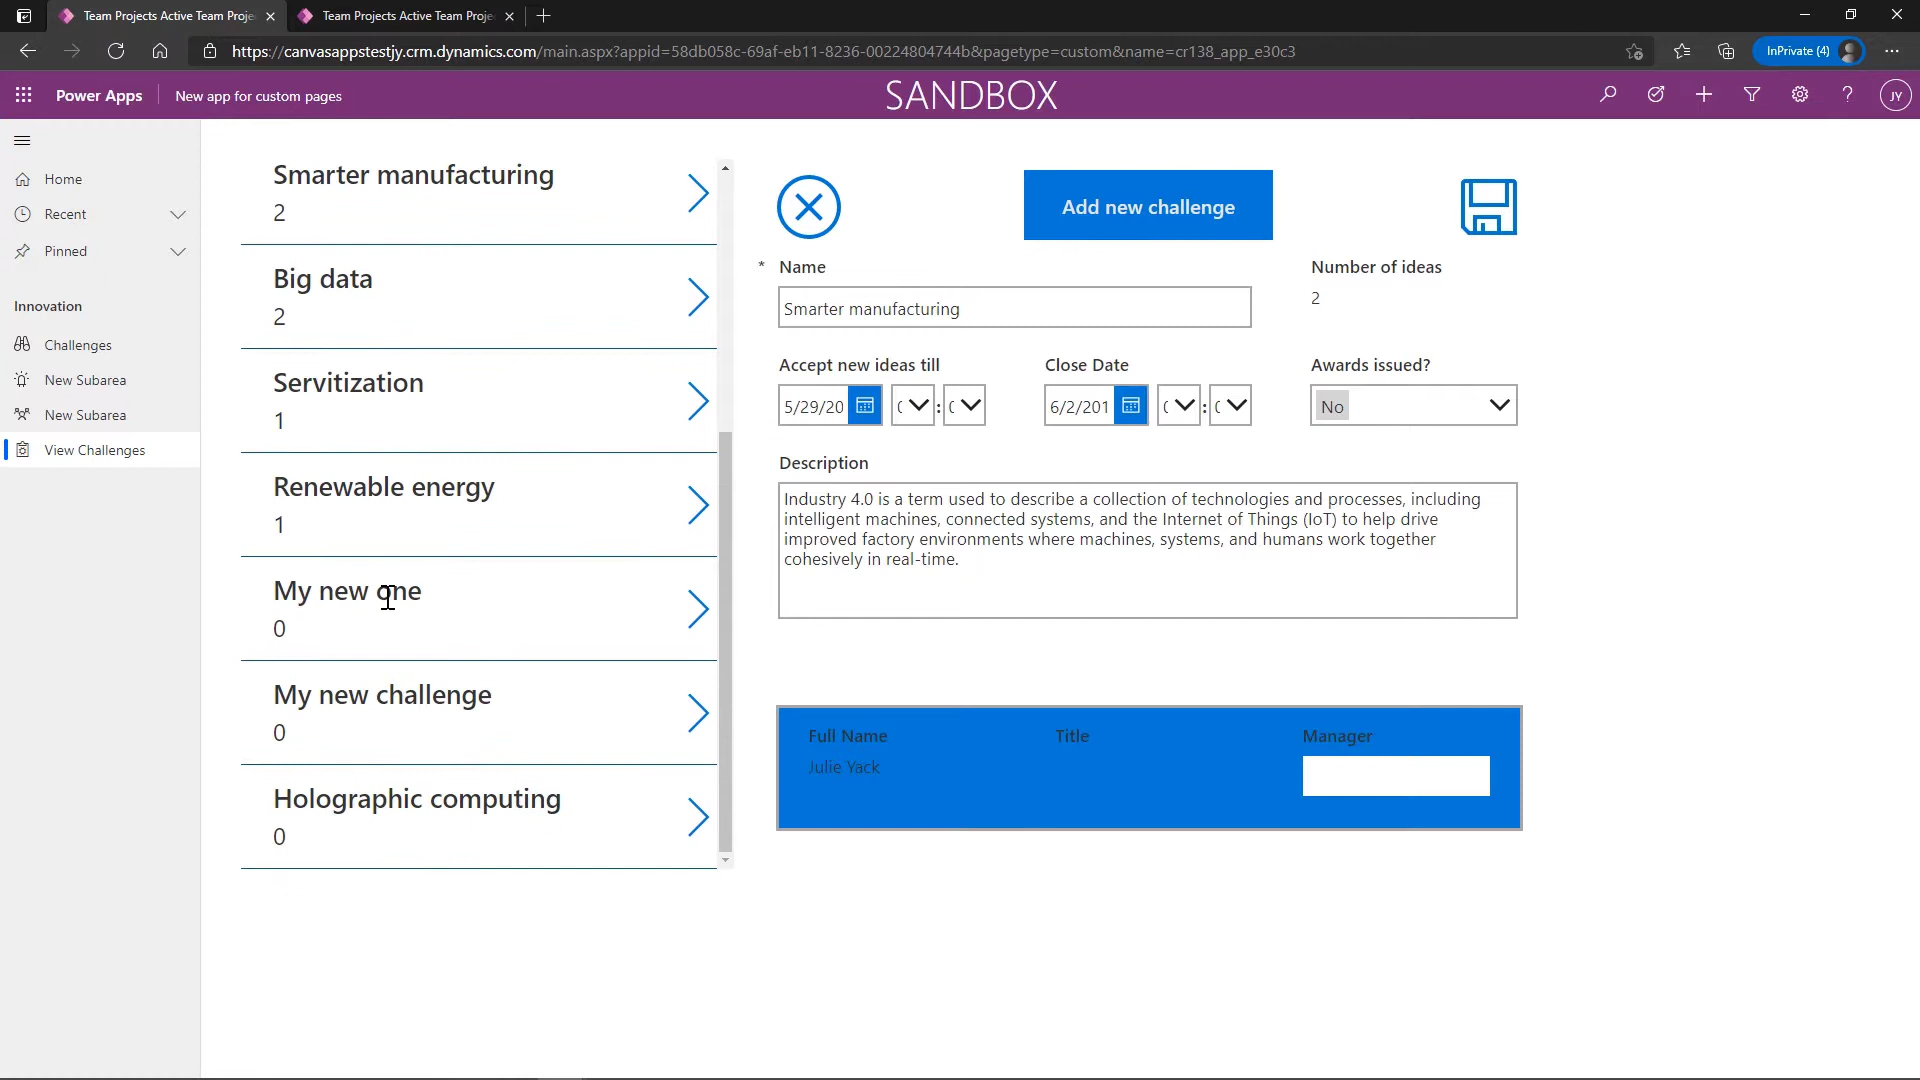 Team Projects Active Team Proje
Team Projects Active Team Proje
https://canvasappstestjy.crm.dynamics.com/main.aspx?appid=58db058c-69af-eb11-8236-00224804744b&pagetype=custom&name=cr138_app_e30c3
InPrivate (4)
Power Apps
New app for custom pages
SANDBOX
JY
Home
Recent
Pinned
Innovation
Challenges
New Subarea
New Subarea
View Challenges
Smarter manufacturing
2
Big data
2
Servitization
1
Renewable energy
1
My new one
0
My new challenge
0
Holographic computing
0
Add new challenge
* Name
Smarter manufacturing
Number of ideas
2
Accept new ideas till
5/29/20
:
Close Date
6/2/201
:
Awards issued?
No
Description
Industry 4.0 is a term used to describe a collection of technologies and processes, including
intelligent machines, connected systems, and the Internet of Things (IoT) to help drive
improved factory environments where machines, systems, and humans work together
cohesively in real-time.
Full Name
Julie Yack
Title
Manager